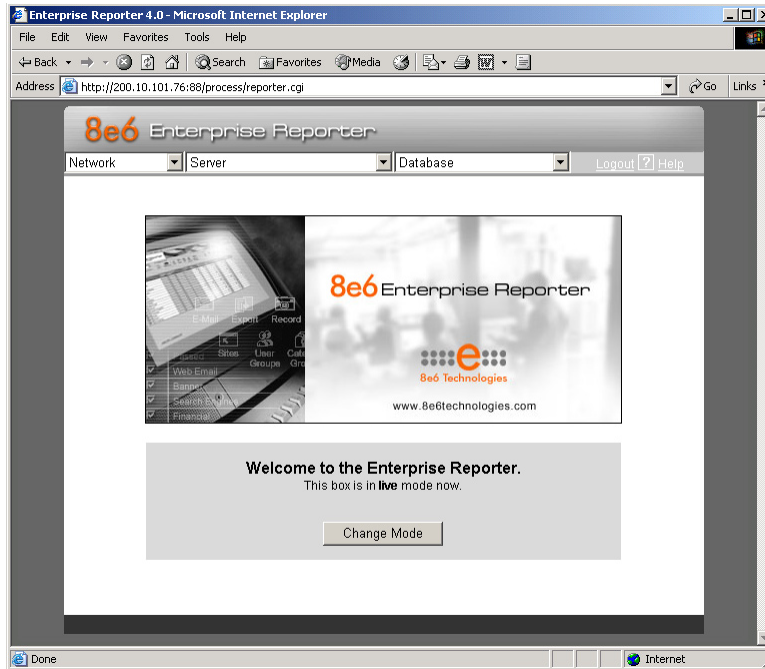 Enterprise Reporter 4.0 - Microsoft Internet Explorer
File Edit View Favorites Tools Help
Back Search Favorites Media
Address http://200.10.101.76:88/process/reporter.cgi Go Links
8e6 Enterprise Reporter
Network Server Database Logout ? Help
E-Mail Export Record
Sites User Groups
Passed
Web Email
Banner
Search Engines
Financial
8e6 Enterprise Reporter
e
8e6 Technologies
www.8e6technologies.com
Welcome to the Enterprise Reporter.
This box is in live mode now.
Change Mode
Done Internet